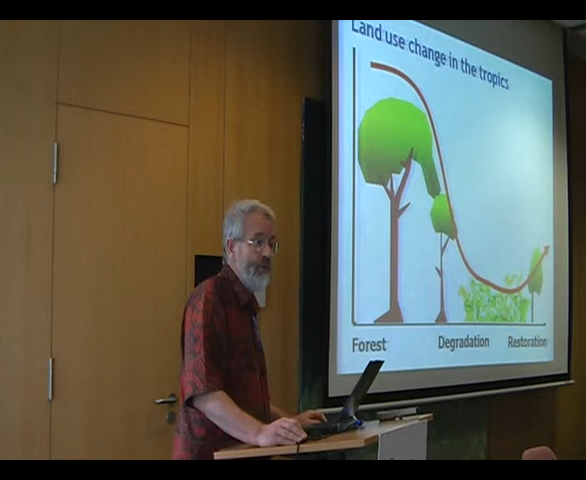 Land use change in the tropics
Forest
Degradation
Restoration